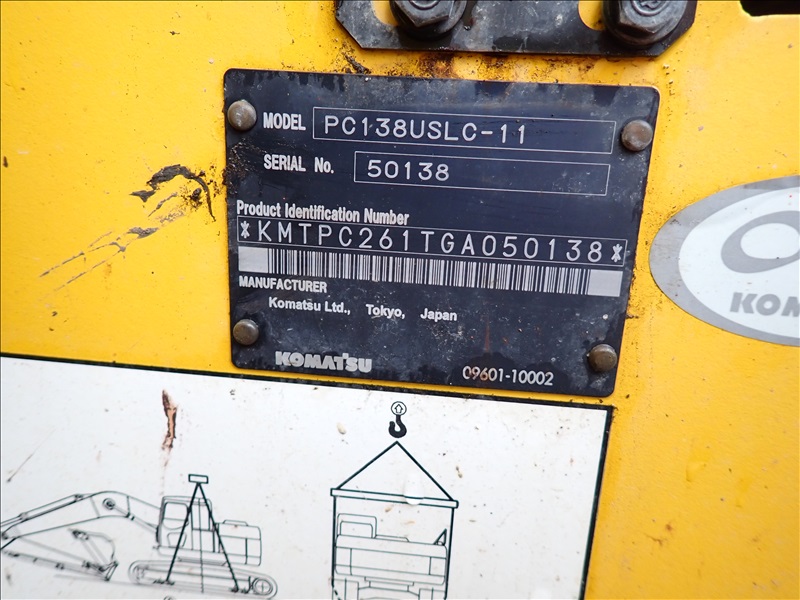 MODEL PC138USLC-11
SERIAL No. 50138
Product Identification Number
*KMTPC261TGA050138*
MANUFACTURER
Komatsu Ltd., Tokyo, Japan
KOMATSU
09601-10002
KOM